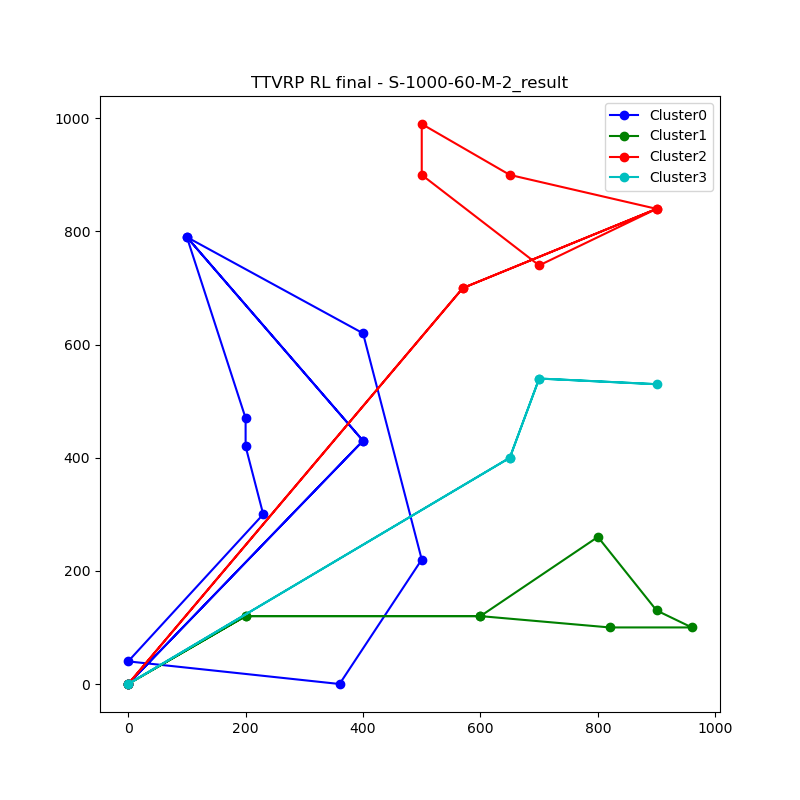 TTVRP RL final - S-1000-60-M-2_result
Cluster0
Cluster1
Cluster2
Cluster3
1000
800
600
400
200
0
0 200 400 600 800 1000